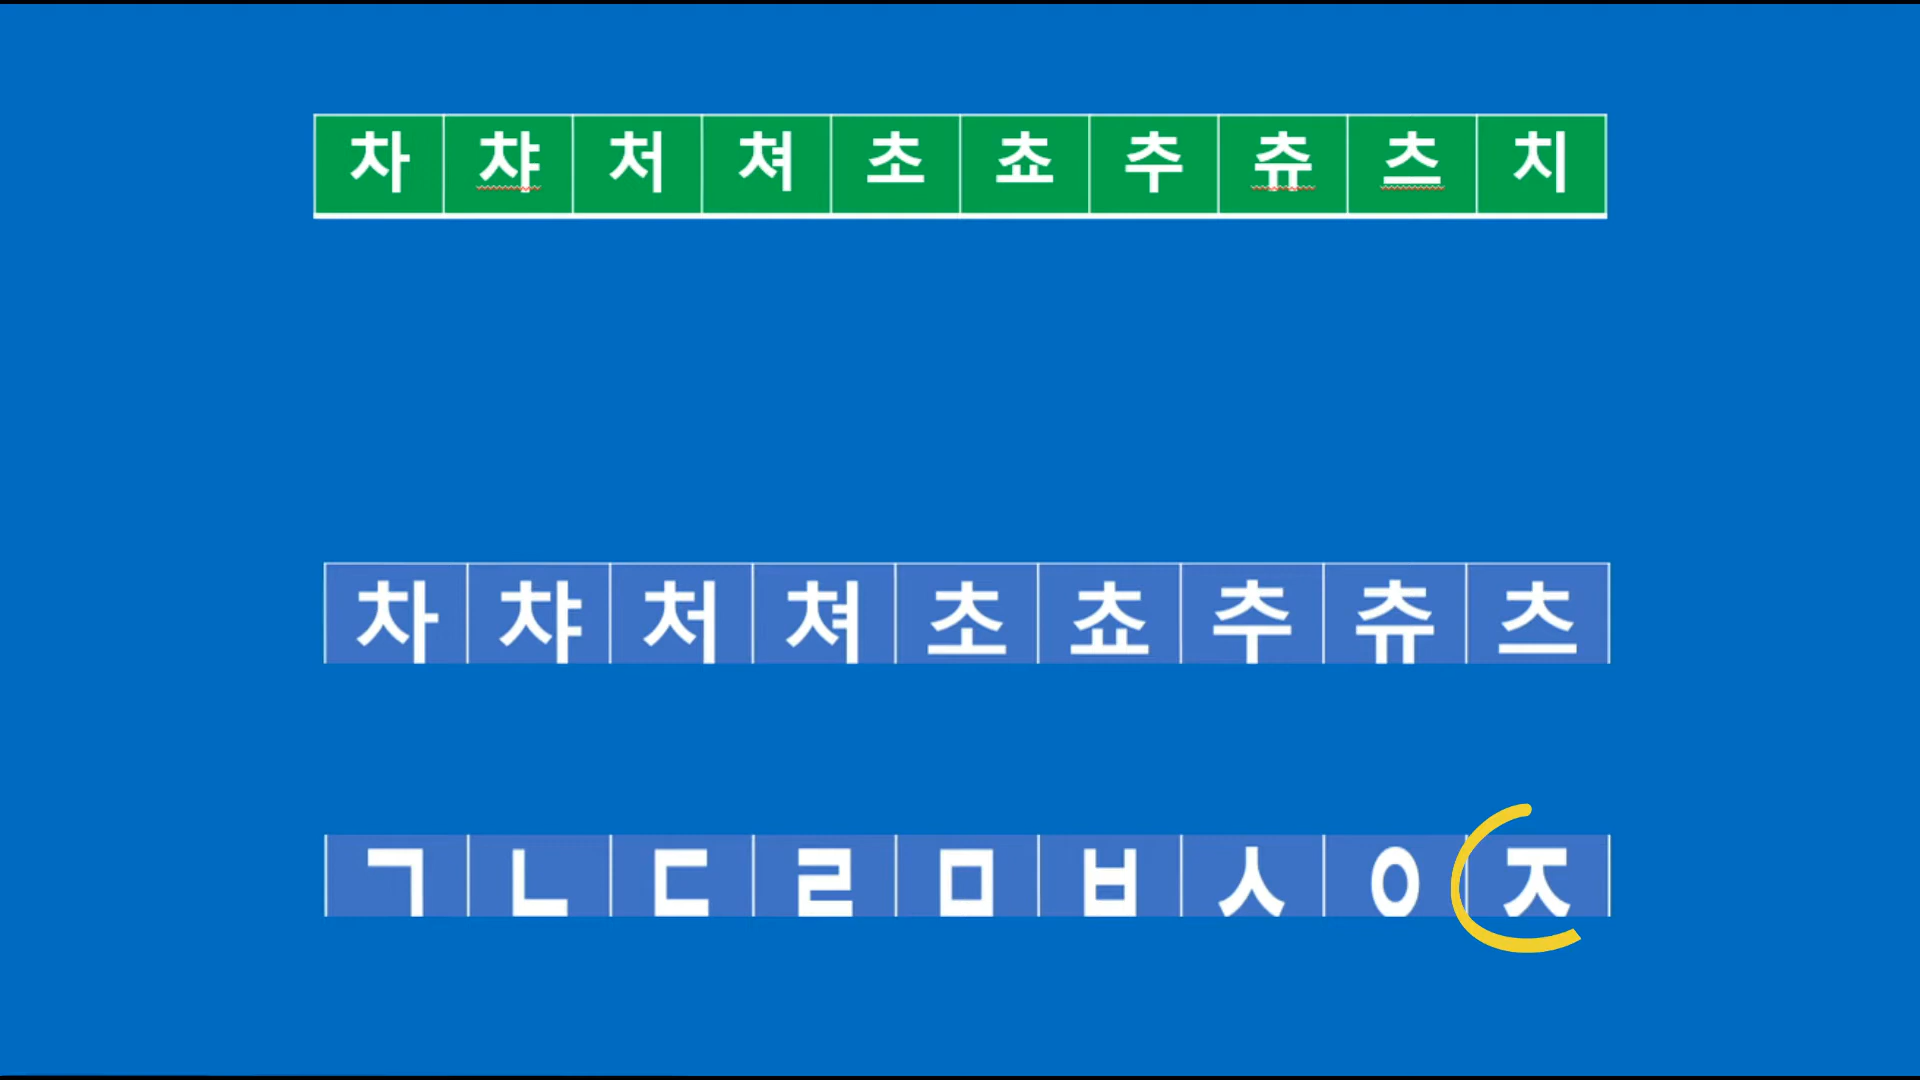 차 챠 처 쳐 초 쵸 추 츄 츠 치
차 챠 처 쳐 초 쵸 추 츄 츠
ㄱ ㄴ ㄷ ㄹ ㅁ ㅂ ㅅ ㅇ ㅈ